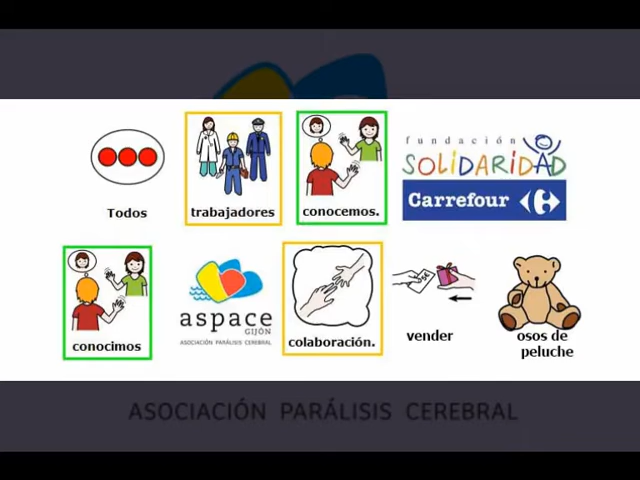 Todos
trabajadores
conocemos.
fundación
SOLIDARIDAD
Carrefour
conocimos
aspace
GIJÓN
ASOCIACIÓN PARÁLISIS CEREBRAL
colaboración.
vender
osos de
peluche
ASOCIACIÓN PARÁLISIS CEREBRAL